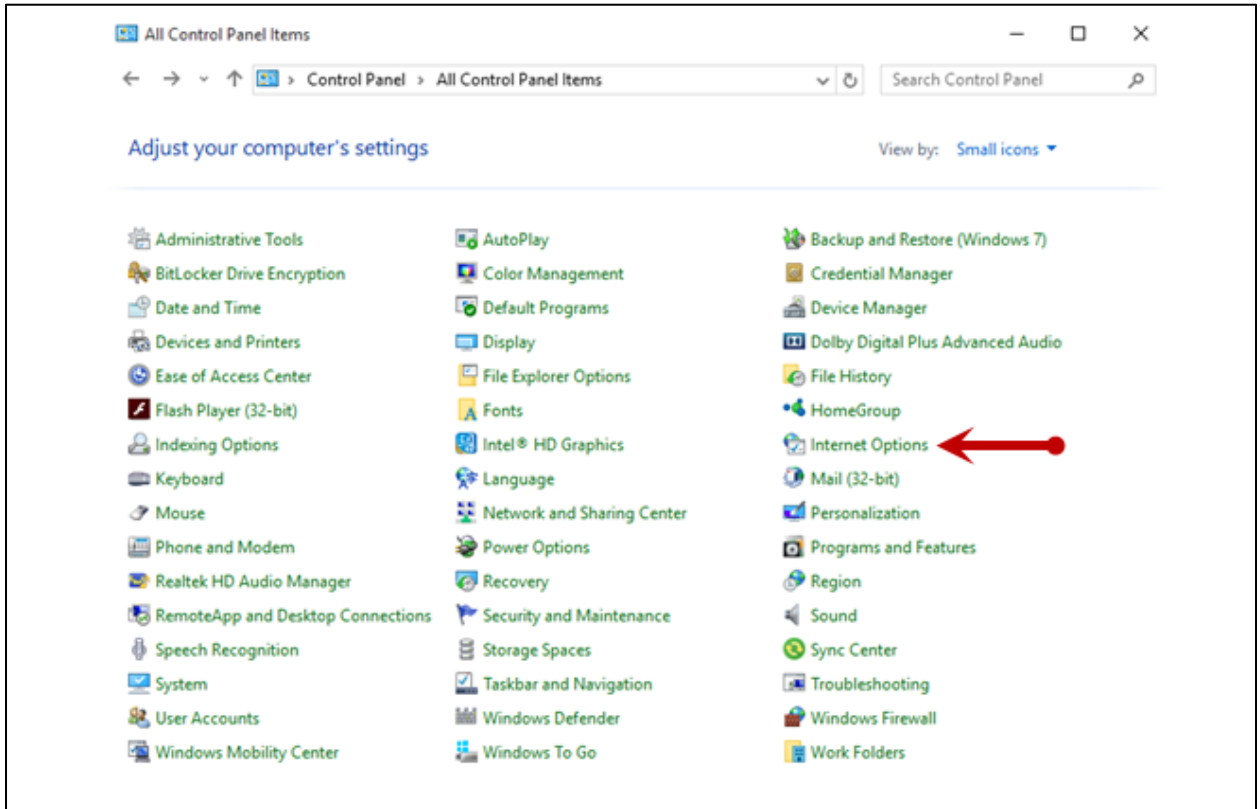 All Control Panel Items
Control Panel > All Control Panel Items
Search Control Panel
Adjust your computer's settings
View by: Small icons
Administrative Tools
AutoPlay
Backup and Restore (Windows 7)
BitLocker Drive Encryption
Color Management
Credential Manager
Date and Time
Default Programs
Device Manager
Devices and Printers
Display
Dolby Digital Plus Advanced Audio
Ease of Access Center
File Explorer Options
File History
Flash Player (32-bit)
Fonts
HomeGroup
Indexing Options
Intel® HD Graphics
Internet Options
Keyboard
Language
Mail (32-bit)
Mouse
Network and Sharing Center
Personalization
Phone and Modem
Power Options
Programs and Features
Realtek HD Audio Manager
Recovery
Region
RemoteApp and Desktop Connections
Security and Maintenance
Sound
Speech Recognition
Storage Spaces
Sync Center
System
Taskbar and Navigation
Troubleshooting
User Accounts
Windows Defender
Windows Firewall
Windows Mobility Center
Windows To Go
Work Folders